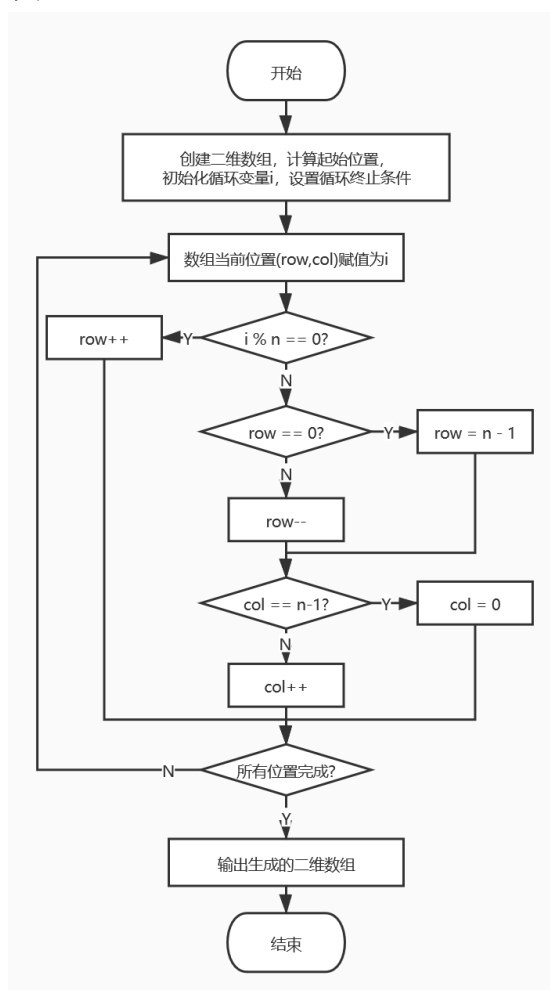 开始
创建二维数组，计算起始位置，
初始化循环变量i，设置循环终止条件
数组当前位置(row,col)赋值为i
i % n == 0?
Y
row++
N
row == 0?
Y
row = n - 1
N
row--
col == n-1?
Y
col = 0
N
col++
所有位置完成?
N
Y
输出生成的二维数组
结束